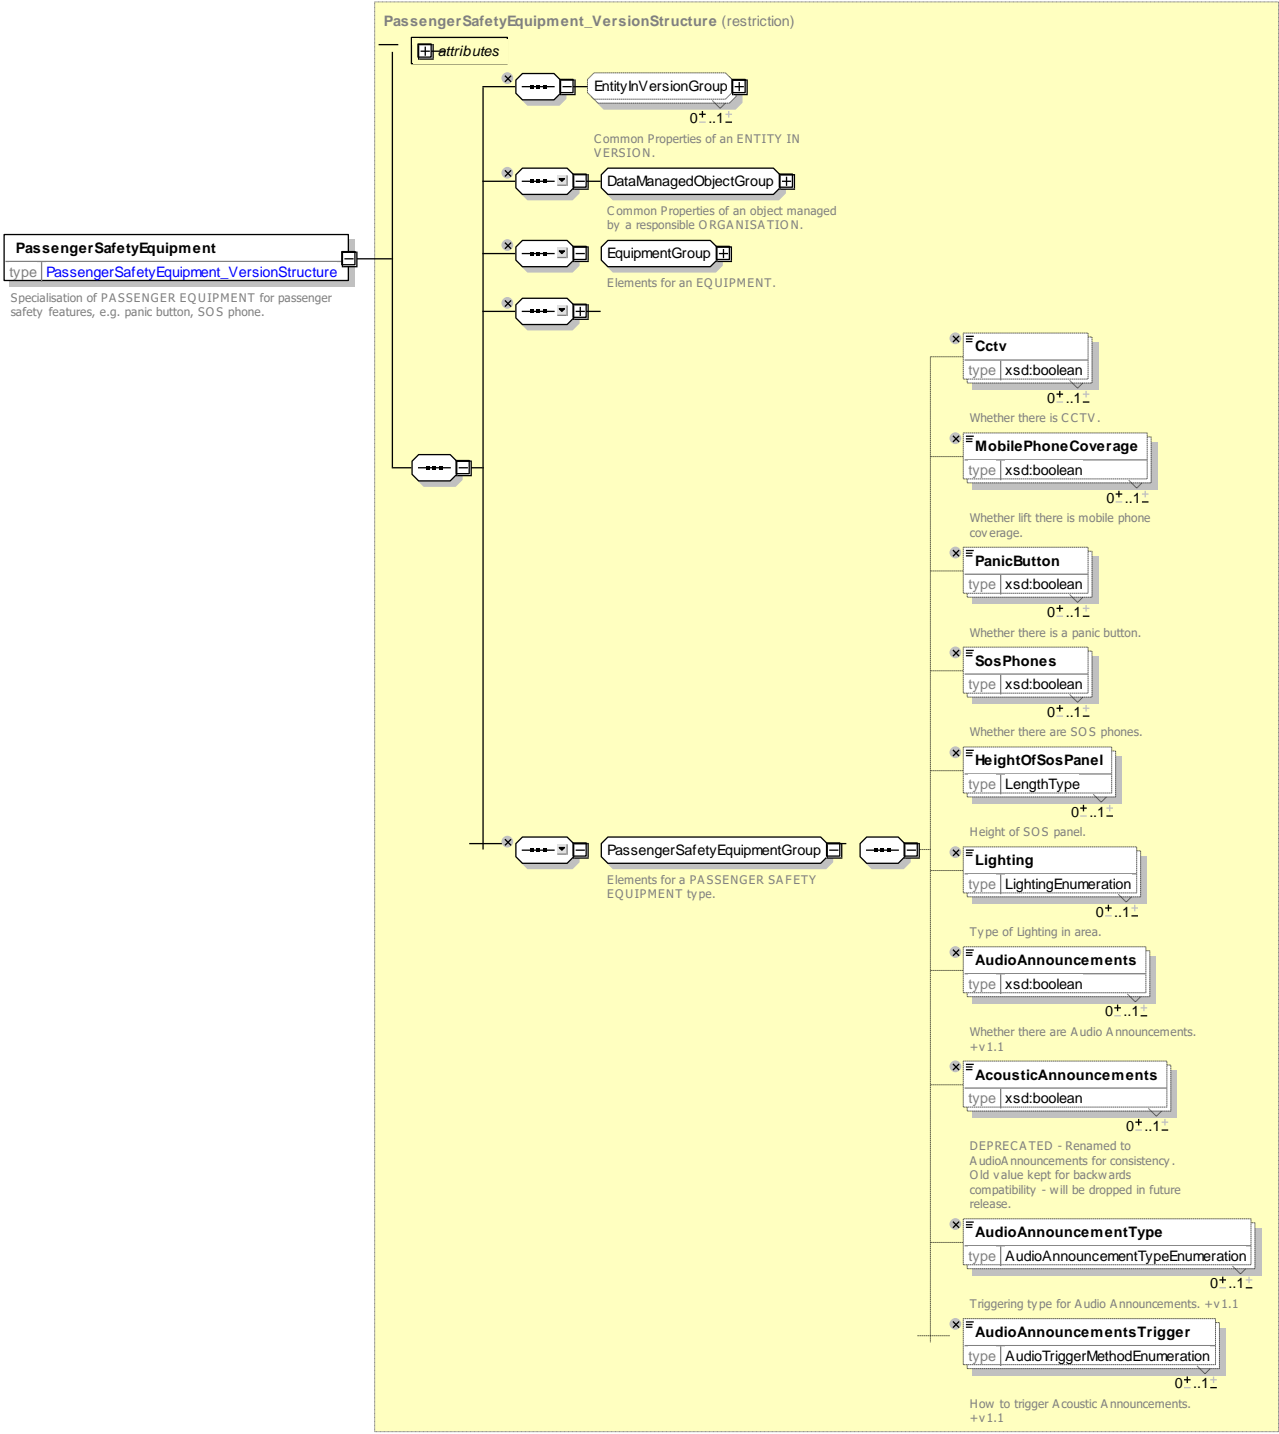 PassengerSafetyEquipment_VersionStructure (restriction)
attributes
EntityInVersionGroup
0..1
Common Properties of an ENTITY IN
VERSION.
DataManagedObjectGroup
Common Properties of an object managed
by a responsible ORGANISATION.
PassengerSafetyEquipment
type PassengerSafetyEquipment_VersionStructure
Specialisation of PASSENGER EQUIPMENT for passenger
safety features, e.g. panic button, SOS phone.
EquipmentGroup
Elements for an EQUIPMENT.
Cctv
type xsd:boolean
0..1
Whether there is CCTV.
MobilePhoneCoverage
type xsd:boolean
0..1
Whether lift there is mobile phone
coverage.
PanicButton
type xsd:boolean
0..1
Whether there is a panic button.
SosPhones
type xsd:boolean
0..1
Whether there are SOS phones.
HeightOfSosPanel
type LengthType
0..1
Height of SOS panel.
PassengerSafetyEquipmentGroup
Elements for a PASSENGER SAFETY
EQUIPMENT type.
Lighting
type LightingEnumeration
0..1
Type of Lighting in area.
AudioAnnouncements
type xsd:boolean
0..1
Whether there are Audio Announcements.
+v1.1
AcousticAnnouncements
type xsd:boolean
0..1
DEPRECATED - Renamed to
AudioAnnouncements for consistency.
Old value kept for backwards
compatibility - will be dropped in future
release.
AudioAnnouncementType
type AudioAnnouncementTypeEnumeration
0..1
Triggering type for Audio Announcements. +v1.1
AudioAnnouncementsTrigger
type AudioTriggerMethodEnumeration
0..1
How to trigger Acoustic Announcements.
+v1.1